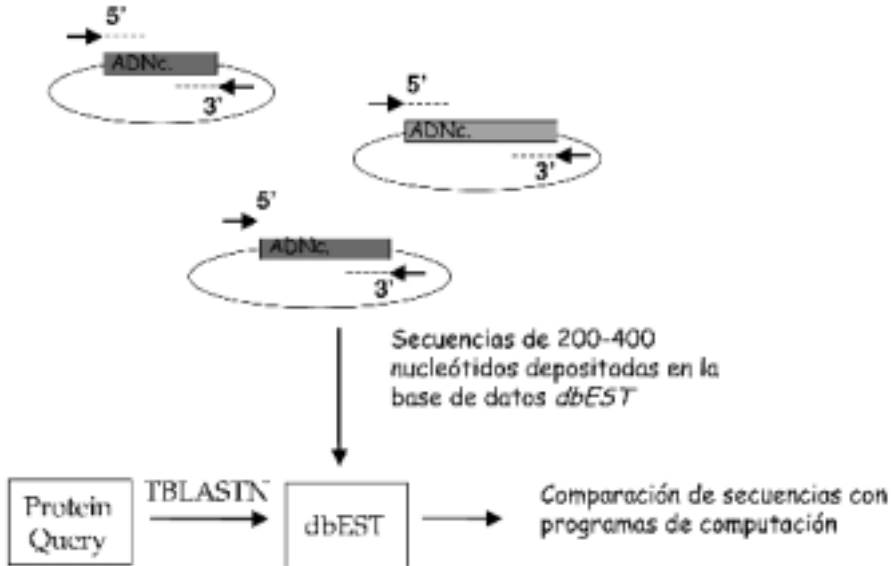 5'
ADNc.
3'
5'
ADNc.
3'
5'
ADNc.
3'
Secuencias de 200-400
nucleótidos depositadas en la
base de datos dbEST
Protein
Query
TBLASTN
dbEST
Comparación de secuencias con
programas de computación